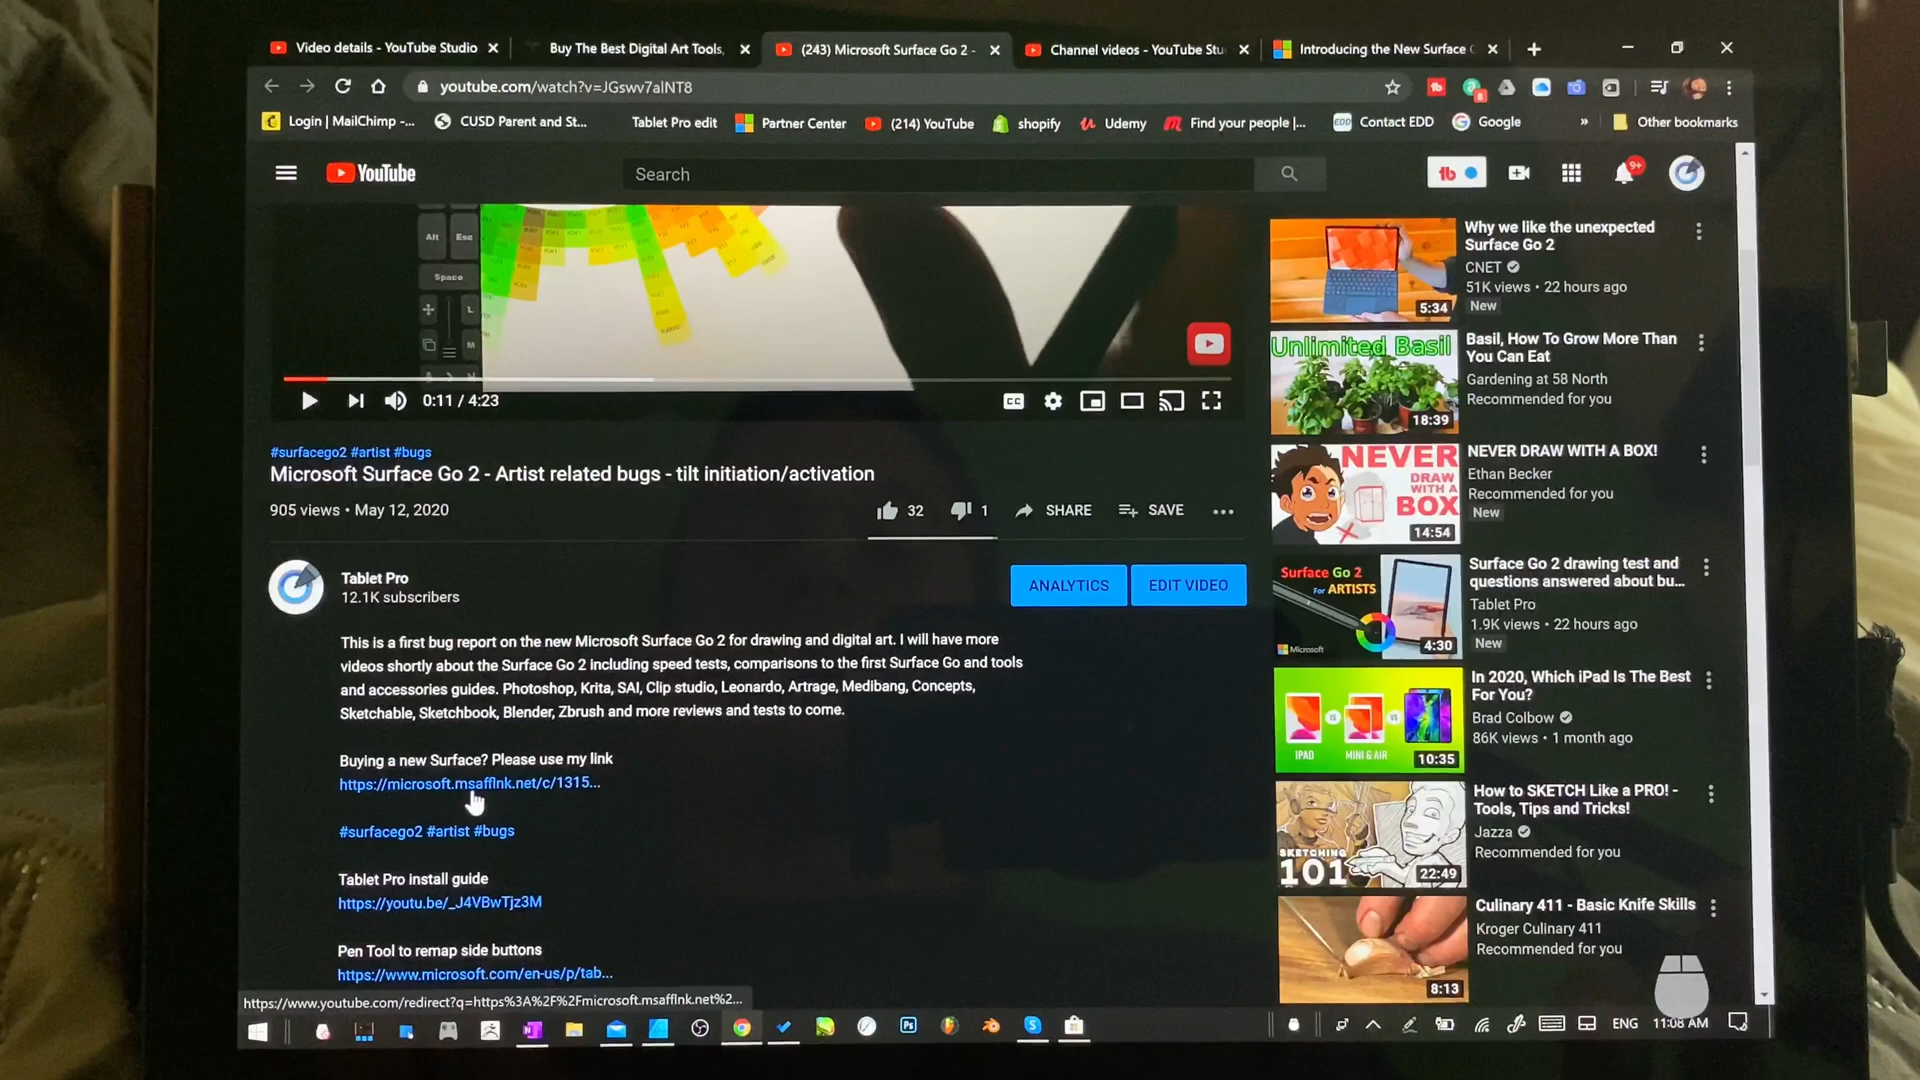 Video details - YouTube Studio
Buy The Best Digital Art Tools,
(243) Microsoft Surface Go 2 -
Channel videos - YouTube Stu
Introducing the New Surface
youtube.com/watch?v=JGswv7alNT8
Login | MailChimp -...
CUSD Parent and St...
Tablet Pro edit
Partner Center
(214) YouTube
shopify
Udemy
Find your people |...
EDD
Contact EDD
Google
»
Other bookmarks
YouTube
Search
9+
Alt
Esc
Space
L
M
0:11 / 4:23
CC
#surfacego2 #artist #bugs
Microsoft Surface Go 2 - Artist related bugs - tilt initiation/activation
905 views • May 12, 2020
32
1
SHARE
SAVE
Tablet Pro
12.1K subscribers
ANALYTICS
EDIT VIDEO
This is a first bug report on the new Microsoft Surface Go 2 for drawing and digital art. I will have more
videos shortly about the Surface Go 2 including speed tests, comparisons to the first Surface Go and tools
and accessories guides. Photoshop, Krita, SAI, Clip studio, Leonardo, Artrage, Medibang, Concepts,
Sketchable, Sketchbook, Blender, Zbrush and more reviews and tests to come.
Buying a new Surface? Please use my link
https://microsoft.msafflnk.net/c/1315...
#surfacego2 #artist #bugs
Tablet Pro install guide
https://youtu.be/_J4VBwTjz3M
Pen Tool to remap side buttons
https://www.microsoft.com/en-us/p/tab...
https://www.youtube.com/redirect?q=https%3A%2F%2Fmicrosoft.msafflnk.net%2...
5:34
Why we like the unexpected
Surface Go 2
CNET
51K views • 22 hours ago
New
Unlimited Basil
18:39
Basil, How To Grow More Than
You Can Eat
Gardening at 58 North
Recommended for you
NEVER
DRAW
WITH A
BOX
14:54
NEVER DRAW WITH A BOX!
Ethan Becker
Recommended for you
New
Surface Go 2
For ARTISTS
Microsoft
4:30
Surface Go 2 drawing test and
questions answered about bu...
Tablet Pro
1.9K views • 22 hours ago
New
IPAD
VS
MINI & AIR
VS
10:35
In 2020, Which iPad Is The Best
For You?
Brad Colbow
86K views • 1 month ago
SKETCHING
101
22:49
How to SKETCH Like a PRO! -
Tools, Tips and Tricks!
Jazza
Recommended for you
8:13
Culinary 411 - Basic Knife Skills
Kroger Culinary 411
Recommended for you
Ps
ENG
11:08 AM